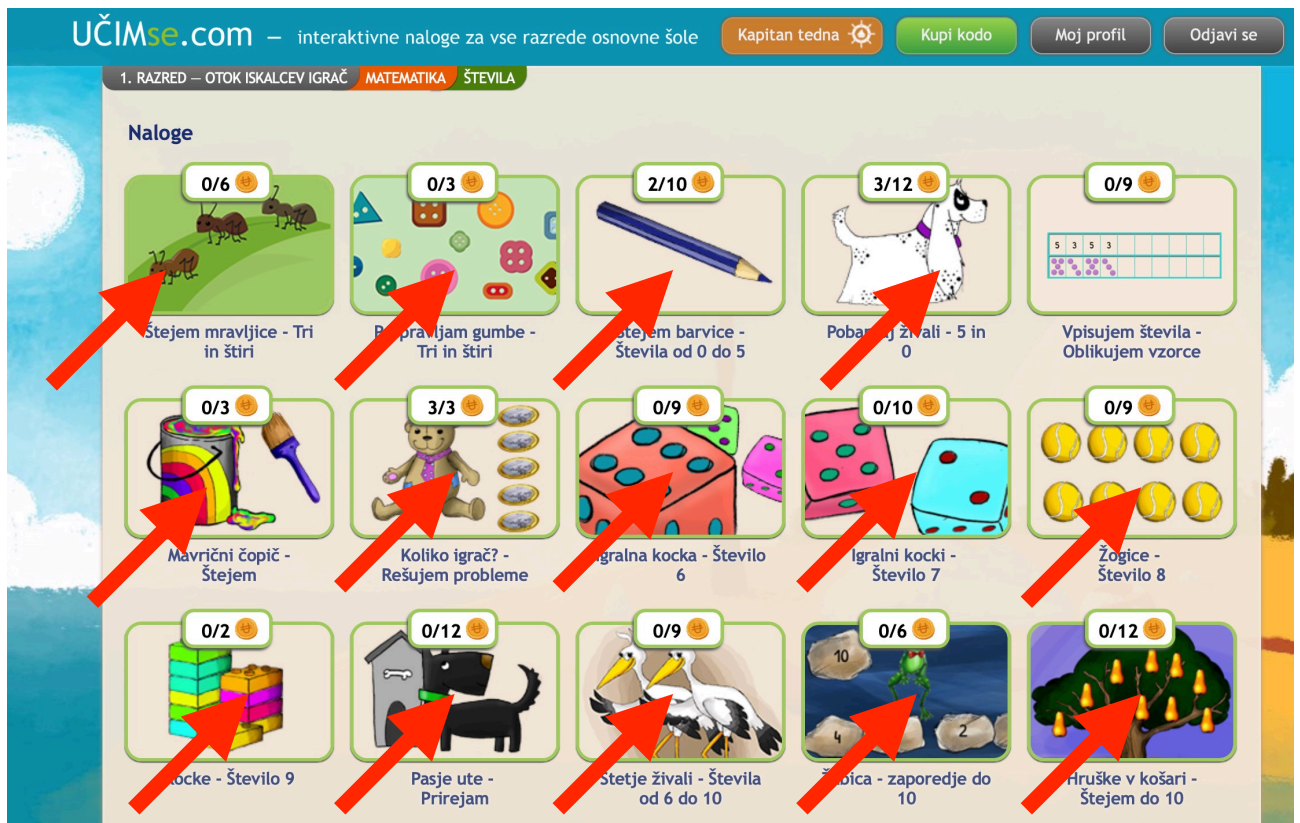 UČIMse.com – interaktivne naloge za vse razrede osnovne šole
Kapitan tedna
Kupi kodo
Moj profil
Odjavi se
1. RAZRED – OTOK ISKALCEV IGRAČ MATEMATIKA ŠTEVILA
Naloge
0/6
0/3
2/10
3/12
0/9
5 3 5 3
Štejem mravljice - Tri
in štiri
gumbe -
Tri in štiri
Štejem barvice -
Števila od 0 do 5
živali - 5 in
0
Vpisujem števila -
Oblikujem vzorce
0/3
3/3
0/9
0/10
0/9
Mavrični čopič -
Štejem
Koliko igrač? -
Rešujem probleme
Igralna kocka - Število
6
Igralni kocki -
Število 7
Žogice -
Število 8
0/2
0/12
0/9
0/6
0/12
10
4
2
Kocke - Število 9
Pasje ute -
Prirejam
Štetje živali - Števila
od 6 do 10
- zaporedje do
10
Hruške v košari -
Štejem do 10